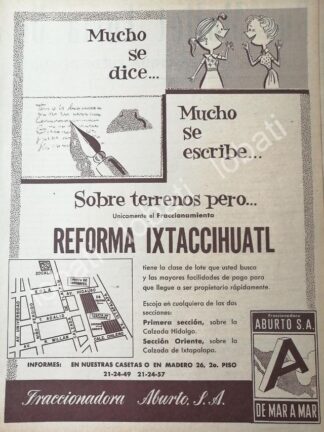 Mucho
se
dice...
Mucho
se
escribe...
Sobre terrenos pero...
Unicamente el Fraccionamiento
REFORMA IXTACCIHUATL
tiene la clase de lote que usted busca
y las mayores facilidades de pago para
que llegue a ser propietario rápidamente.
Escoja en cualquiera de las dos
secciones:
Primera sección, sobre la
Calzada Hidalgo.
Sección Oriente, sobre la
Calzada de Ixtapalapa.
INFORMES: EN NUESTRAS CASETAS O EN MADERO 26, 2o. PISO
21-24-49 21-24-57
Fraccionadora Aburto, S.A.
Fraccionadora
ABURTO S.A.
A
DE MAR A MAR